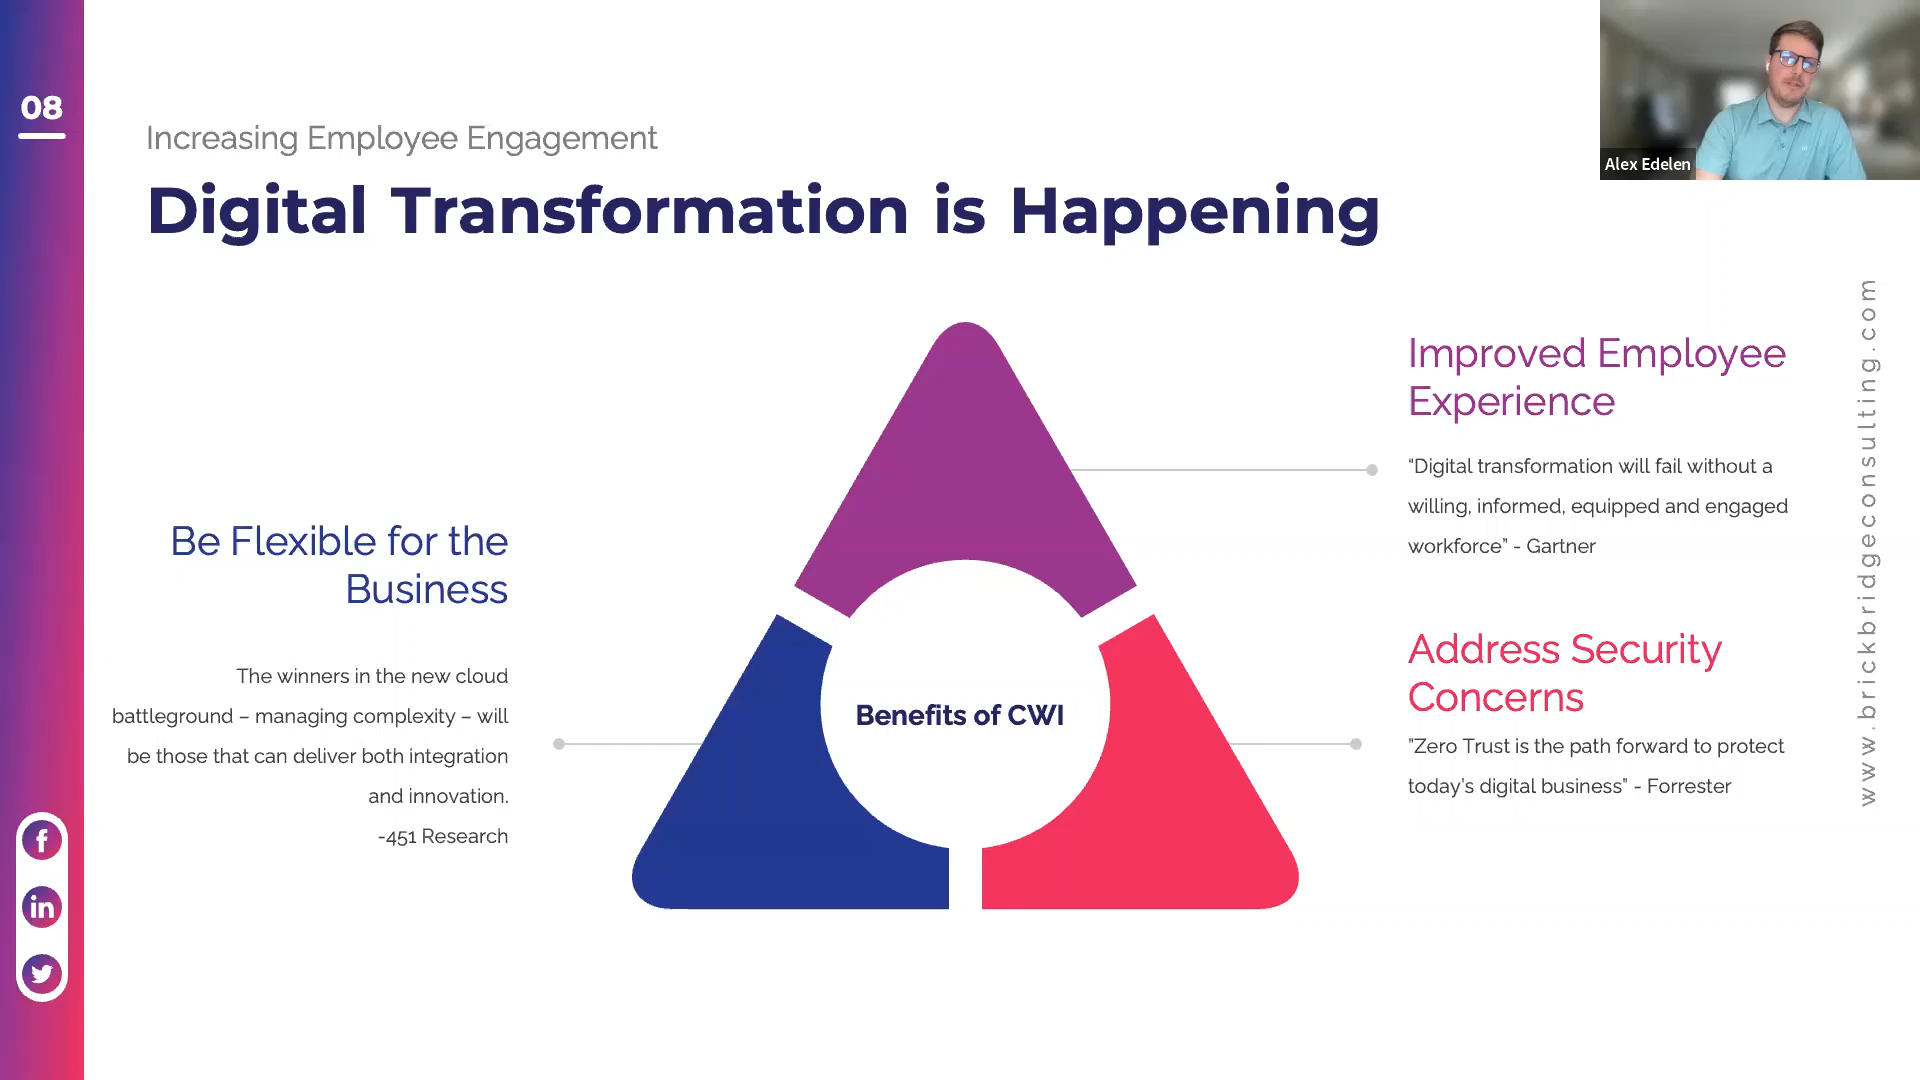 08
Increasing Employee Engagement
Digital Transformation is Happening
Alex Edelen
Improved Employee
Experience
“Digital transformation will fail without a
willing, informed, equipped and engaged
workforce” - Gartner
Be Flexible for the
Business
The winners in the new cloud
battleground – managing complexity – will
be those that can deliver both integration
and innovation.
-451 Research
Benefits of CWI
Address Security
Concerns
”Zero Trust is the path forward to protect
today’s digital business” - Forrester
www.brickbridgeconsulting.com
f
in